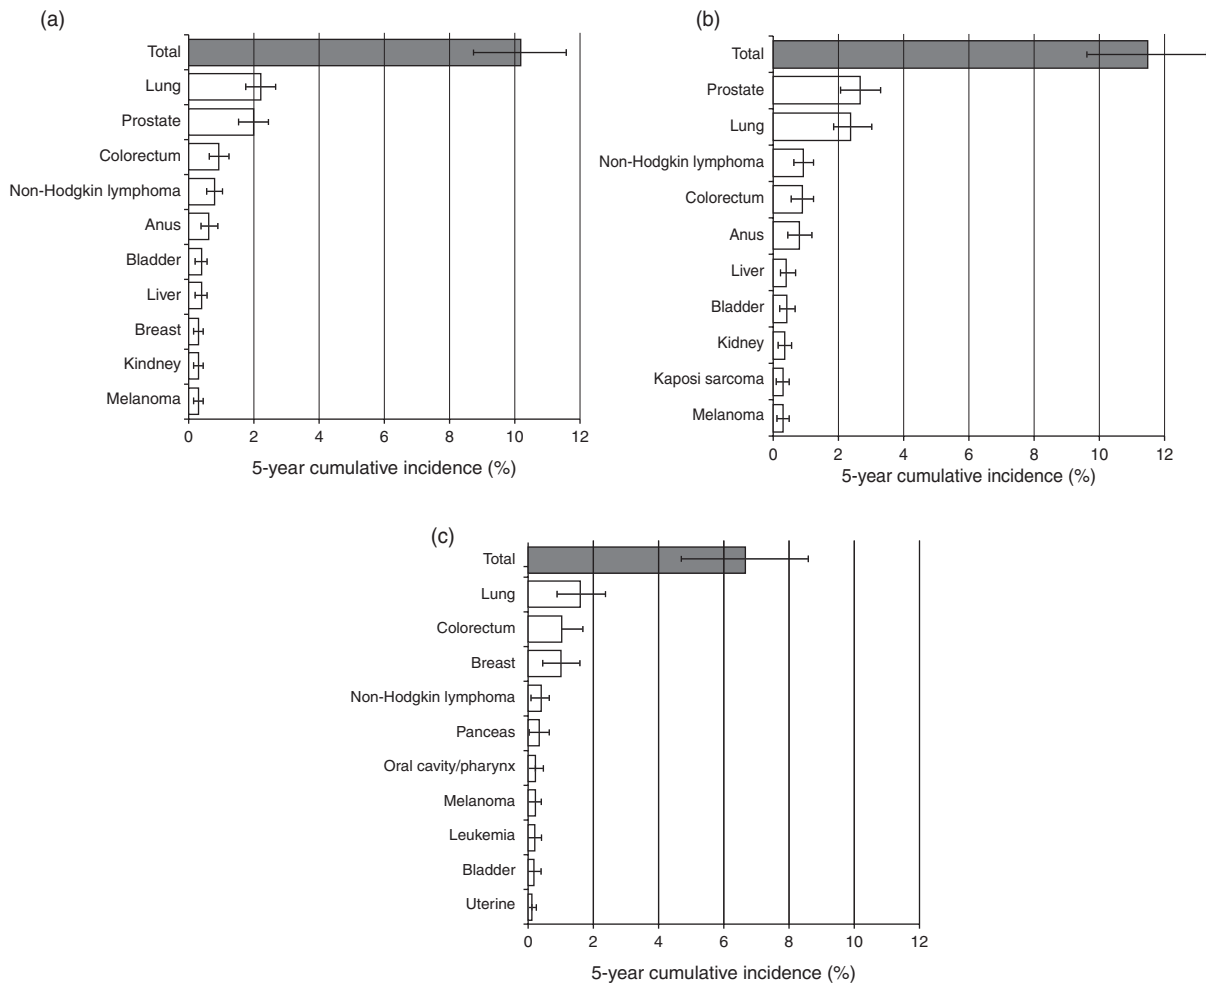 (a)
Total
Lung
Prostate
Colorectum
Non-Hodgkin lymphoma
Anus
Bladder
Liver
Breast
Kindney
Melanoma
0 2 4 6 8 10 12
5-year cumulative incidence (%)
(b)
Total
Prostate
Lung
Non-Hodgkin lymphoma
Colorectum
Anus
Liver
Bladder
Kidney
Kaposi sarcoma
Melanoma
0 2 4 6 8 10 12
5-year cumulative incidence (%)
(c)
Total
Lung
Colorectum
Breast
Non-Hodgkin lymphoma
Panceas
Oral cavity/pharynx
Melanoma
Leukemia
Bladder
Uterine
0 2 4 6 8 10 12
5-year cumulative incidence (%)